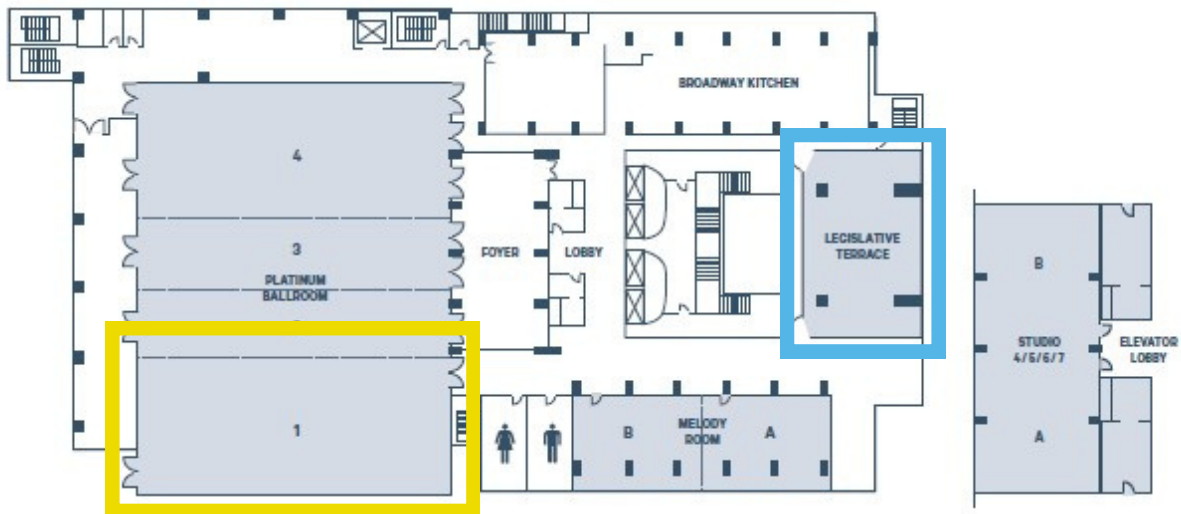 BROADWAY KITCHEN
4
3
FOYER
LOBBY
LEGISLATIVE
TERRACE
PLATINUM
BALLROOM
B
STUDIO
4/5/6/7
ELEVATOR
LOBBY
A
1
B
MELODY
ROOM
A